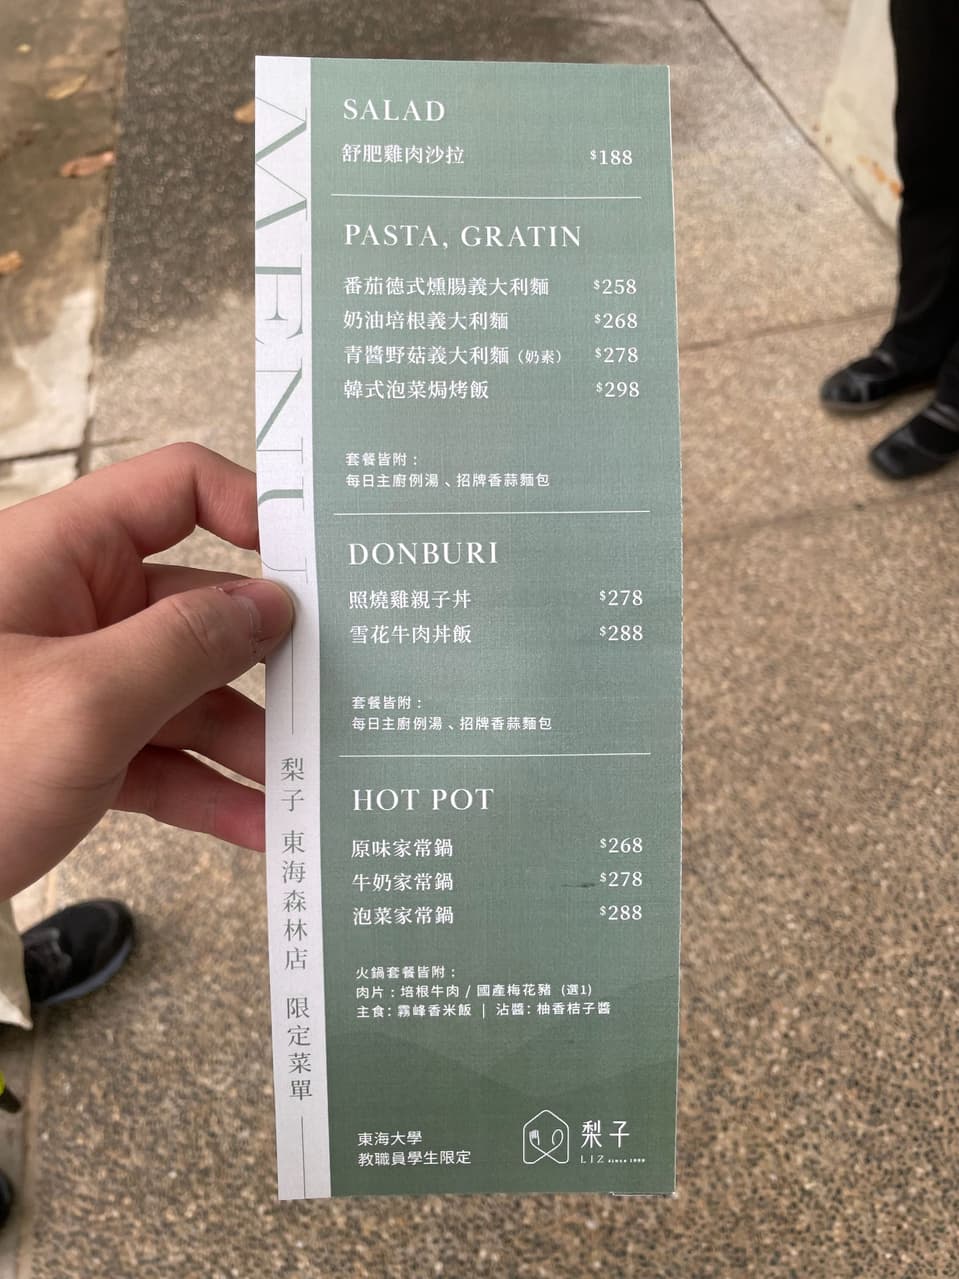 MENU
梨子 東海森林店 限定菜單
SALAD
舒肥雞肉沙拉 $188
PASTA, GRATIN
番茄德式燻腸義大利麵 $258
奶油培根義大利麵 $268
青醬野菇義大利麵（奶素） $278
韓式泡菜焗烤飯 $298
套餐皆附：
每日主廚例湯、招牌香蒜麵包
DONBURI
照燒雞親子丼 $278
雪花牛肉丼飯 $288
套餐皆附：
每日主廚例湯、招牌香蒜麵包
HOT POT
原味家常鍋 $268
牛奶家常鍋 $278
泡菜家常鍋 $288
火鍋套餐皆附：
肉片：培根牛肉 / 國產梅花豬（選1）
主食：霧峰香米飯 | 沾醬：柚香桔子醬
東海大學
教職員學生限定
梨子
LIZ SINCE 1999